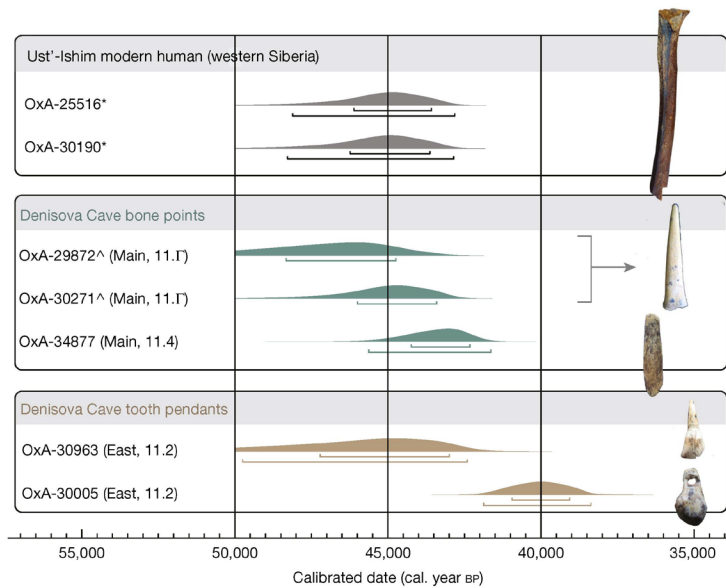 Ust'-Ishim modern human (western Siberia)
OxA-25516*
OxA-30190*
Denisova Cave bone points
OxA-29872^ (Main, 11.Г)
OxA-30271^ (Main, 11.Г)
OxA-34877 (Main, 11.4)
Denisova Cave tooth pendants
OxA-30963 (East, 11.2)
OxA-30005 (East, 11.2)
55,000 50,000 45,000 40,000 35,000
Calibrated date (cal. year BP)